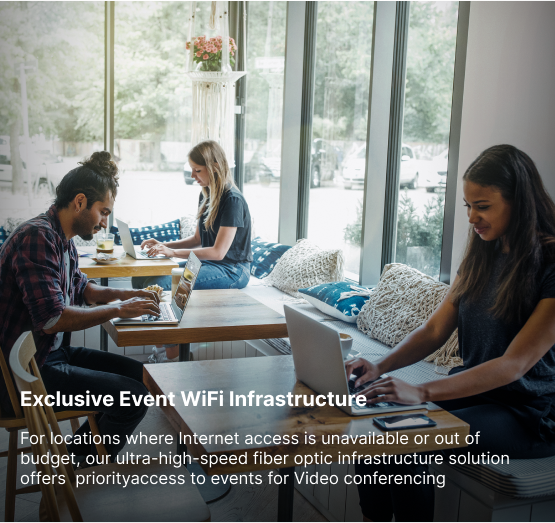 Exclusive Event WiFi Infrastructure
For locations where Internet access is unavailable or out of
budget, our ultra-high-speed fiber optic infrastructure solution
offers  priorityaccess to events for Video conferencing